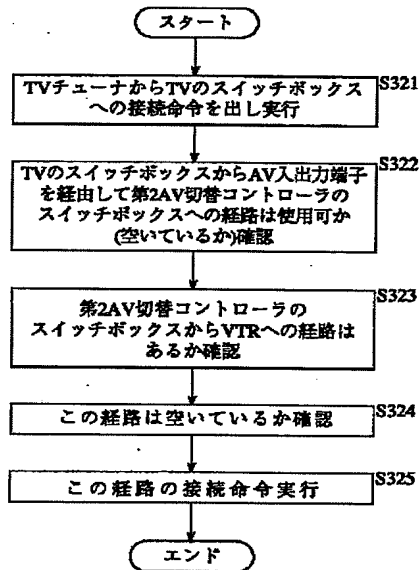 スタート
S321
TVチューナからTVのスイッチボックス
への接続命令を出し実行
S322
TVのスイッチボックスからAV入出力端子
を経由して第2AV切替コントローラの
スイッチボックスへの経路は使用可か
(空いているか)確認
S323
第2AV切替コントローラの
スイッチボックスからVTRへの経路は
あるか確認
S324
この経路は空いているか確認
S325
この経路の接続命令実行
エンド